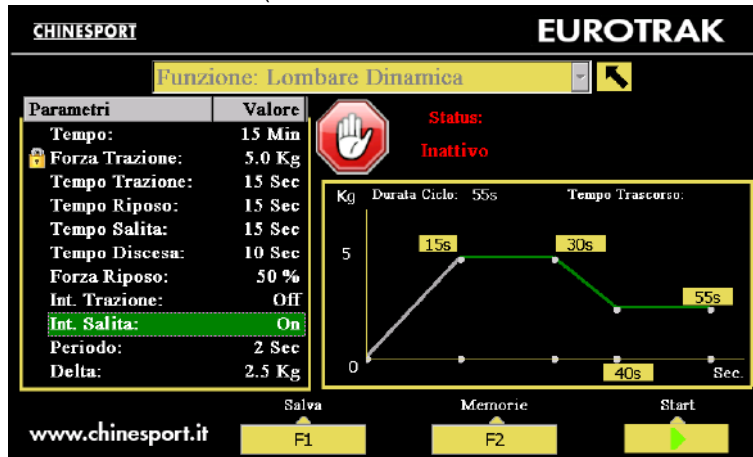 CHINESPORT
EUROTRAK
Funzione: Lombare Dinamica
Parametri Valore
Tempo: 15 Min
Forza Trazione: 5.0 Kg
Tempo Trazione: 15 Sec
Tempo Riposo: 15 Sec
Tempo Salita: 15 Sec
Tempo Discesa: 10 Sec
Forza Riposo: 50 %
Int. Trazione: Off
Int. Salita: On
Periodo: 2 Sec
Delta: 2.5 Kg
Status:
Inattivo
Kg Durata Ciclo: 55s Tempo Trascorso:
5 15s 30s
55s
0 40s Sec.
Salva Memorie Start
www.chinesport.it F1 F2